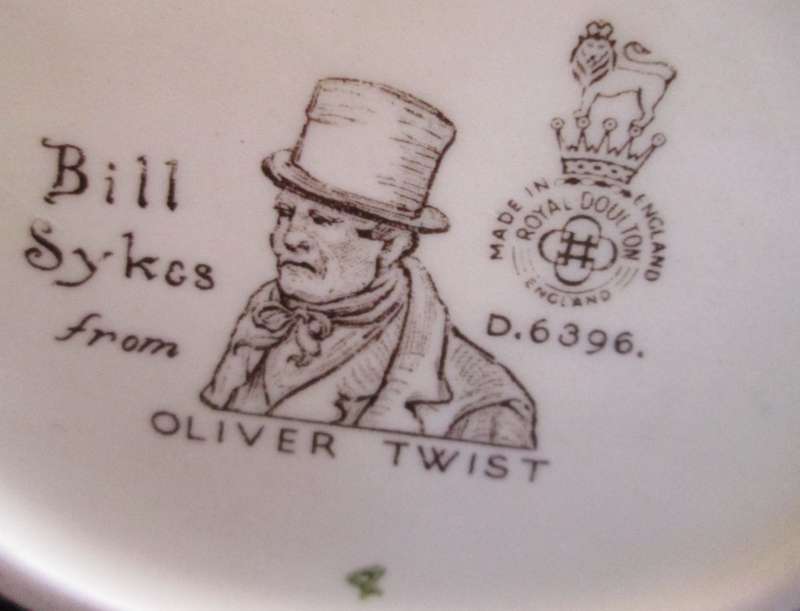 Bill
Sykes
from
OLIVER TWIST
MADE IN ENGLAND
ROYAL DOULTON
ENGLAND
D.6396.